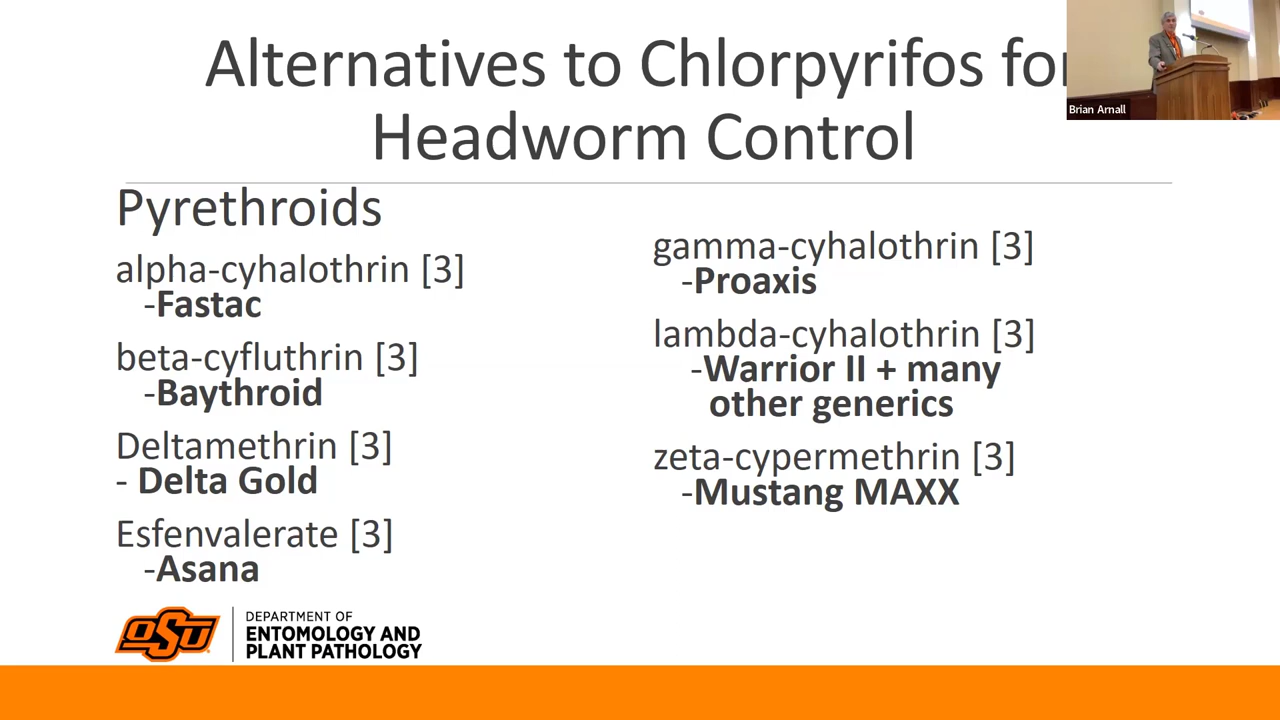 Alternatives to Chlorpyrifos for
Headworm Control
Brian Arnall
Pyrethroids
alpha-cyhalothrin [3]
-Fastac
beta-cyfluthrin [3]
-Baythroid
Deltamethrin [3]
- Delta Gold
Esfenvalerate [3]
-Asana
gamma-cyhalothrin [3]
-Proaxis
lambda-cyhalothrin [3]
-Warrior II + many
other generics
zeta-cypermethrin [3]
-Mustang MAXX
OSU
DEPARTMENT OF
ENTOMOLOGY AND
PLANT PATHOLOGY